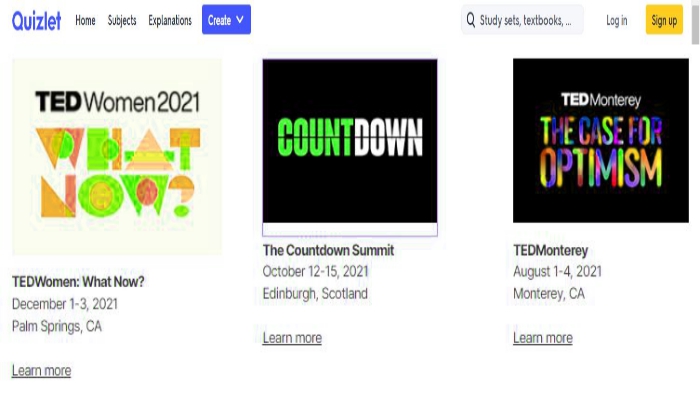 Quizlet Home Subjects Explanations Create Study sets, textbooks, ... Log in Sign up
TEDWomen2021
WHAT
NOW?
TEDWomen: What Now?
December 1-3, 2021
Palm Springs, CA
Learn more
COUNTDOWN
The Countdown Summit
October 12-15, 2021
Edinburgh, Scotland
Learn more
TEDMonterey
THE CASE FOR
OPTIMISM
TEDMonterey
August 1-4, 2021
Monterey, CA
Learn more